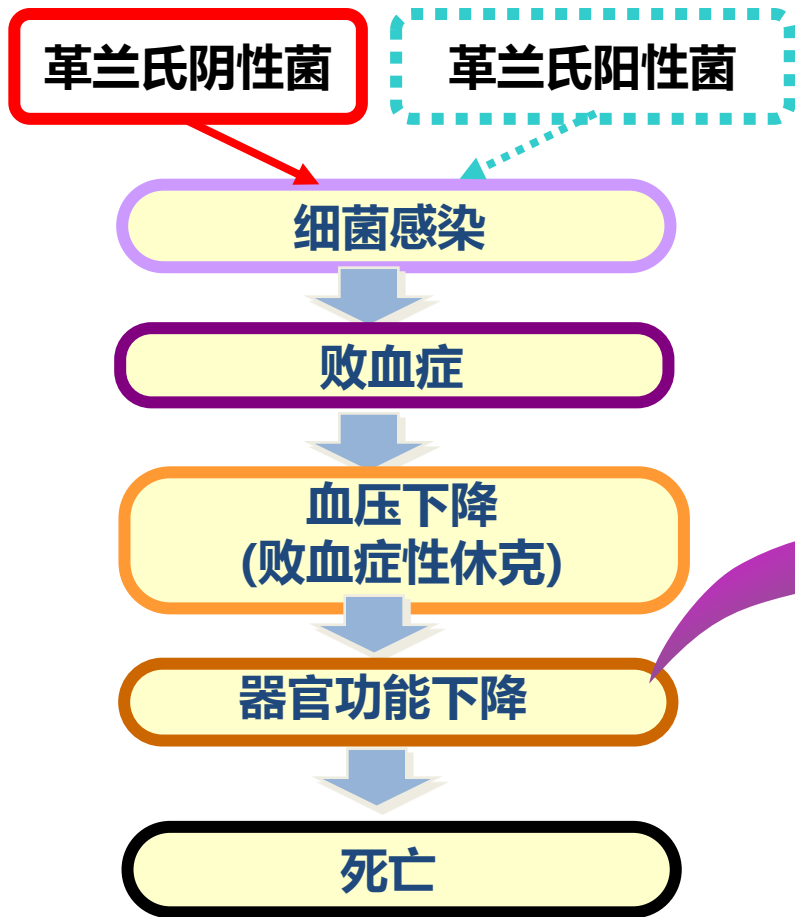 革兰氏阴性菌
革兰氏阳性菌
细菌感染
败血症
血压下降
(败血症性休克)
器官功能下降
死亡